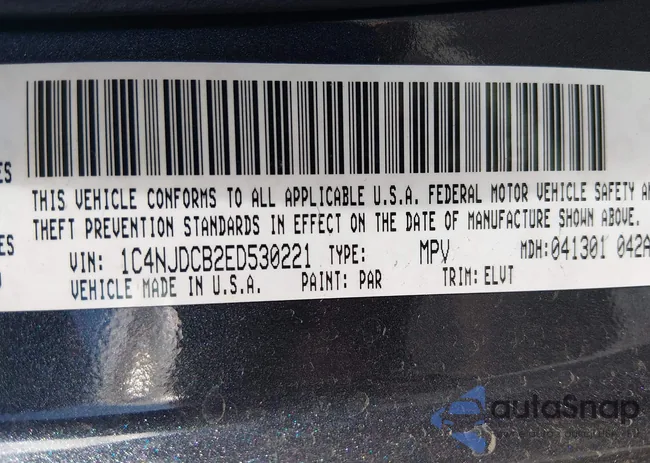 ES
THIS VEHICLE CONFORMS TO ALL APPLICABLE U.S.A. FEDERAL MOTOR VEHICLE SAFETY AN
THEFT PREVENTION STANDARDS IN EFFECT ON THE DATE OF MANUFACTURE SHOWN ABOVE.
ES
VIN: 1C4NJDCB2ED530221 TYPE: MPV MDH:041301 042A
VEHICLE MADE IN U.S.A. PAINT: PAR TRIM:ELVT
autoSnap